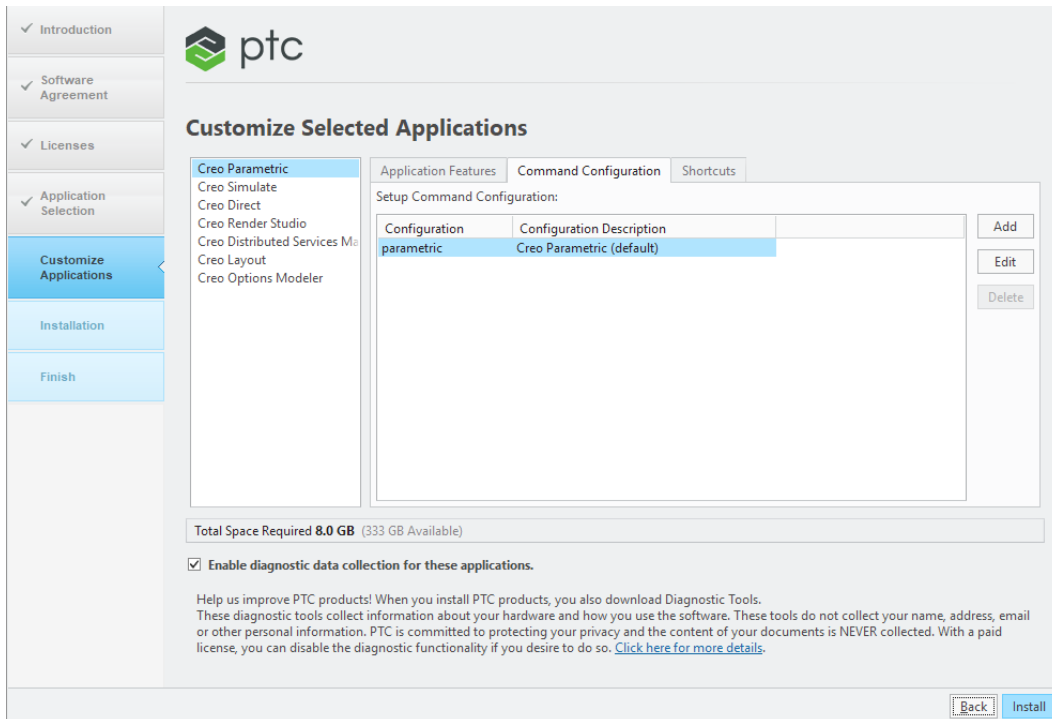 Introduction
Software
Agreement
Licenses
Application
Selection
Customize
Applications
Installation
Finish
ptc
Customize Selected Applications
Creo Parametric
Creo Simulate
Creo Direct
Creo Render Studio
Creo Distributed Services Ma
Creo Layout
Creo Options Modeler
Application Features Command Configuration Shortcuts
Setup Command Configuration:
Configuration Configuration Description
parametric Creo Parametric (default)
Add
Edit
Delete
Total Space Required 8.0 GB (333 GB Available)
Enable diagnostic data collection for these applications.
Help us improve PTC products! When you install PTC products, you also download Diagnostic Tools.
These diagnostic tools collect information about your hardware and how you use the software. These tools do not collect your name, address, email
or other personal information. PTC is committed to protecting your privacy and the content of your documents is NEVER collected. With a paid
license, you can disable the diagnostic functionality if you desire to do so. Click here for more details.
Back Install